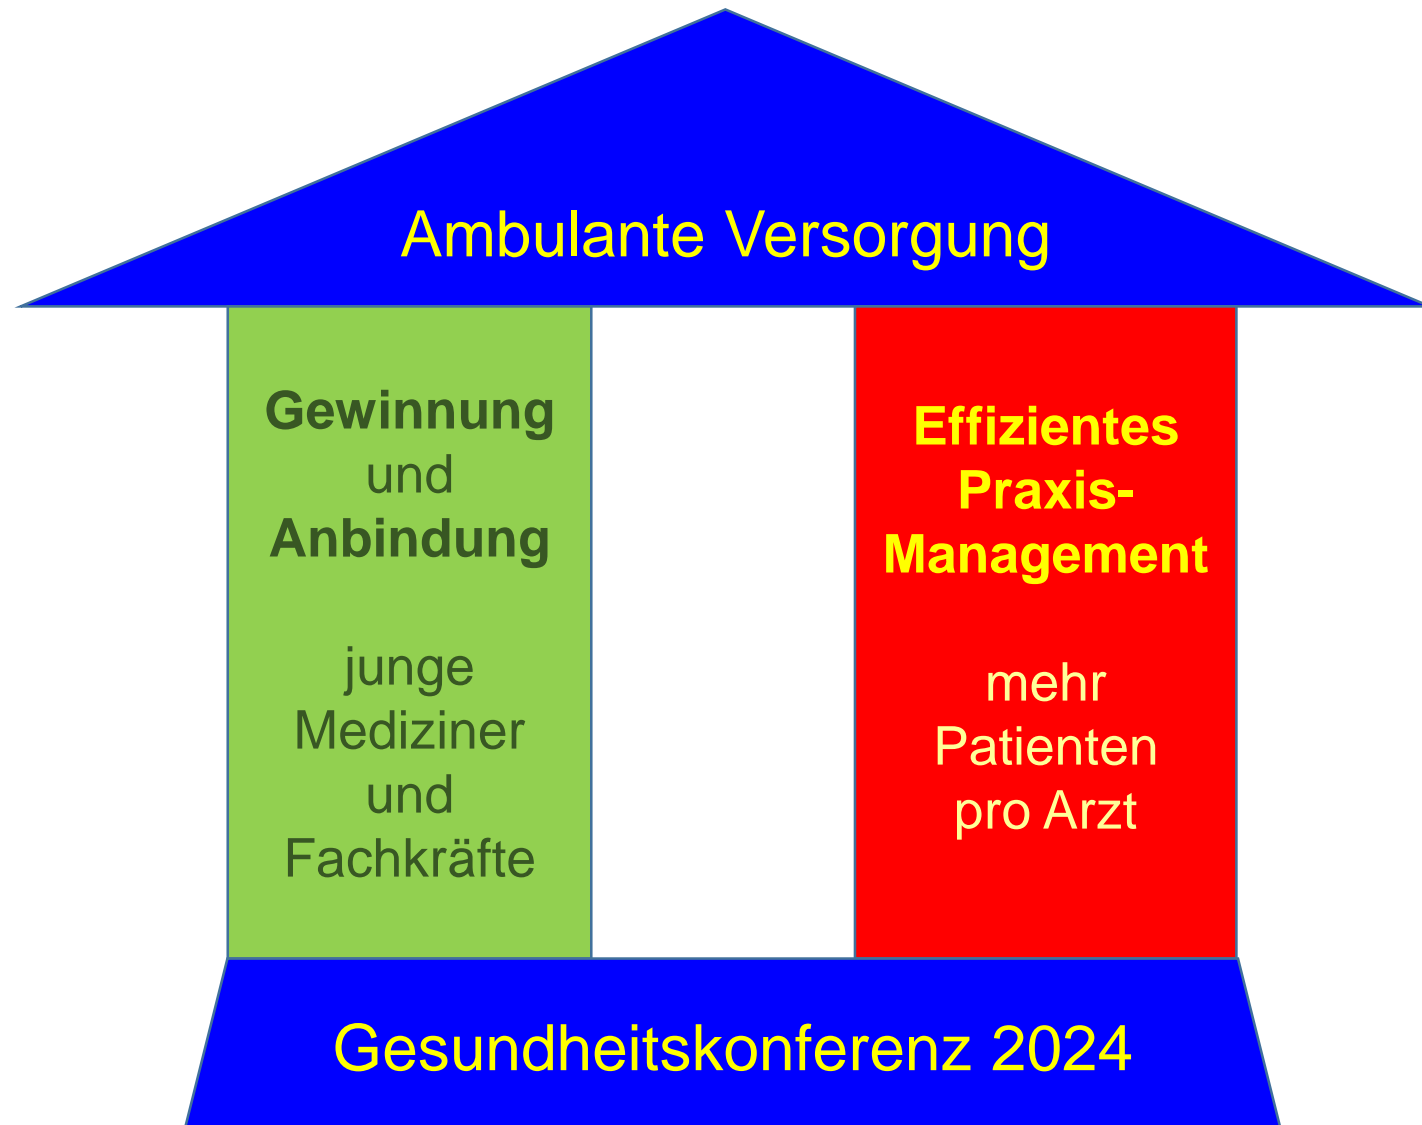 Ambulante Versorgung
Gewinnung
und
Anbindung
junge
Mediziner
und
Fachkräfte
Effizientes
Praxis-
Management
mehr
Patienten
pro Arzt
Gesundheitskonferenz 2024